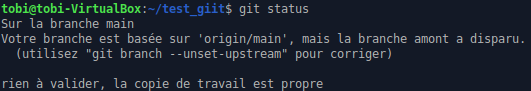 tobi@tobi-VirtualBox:~/test_giit$ git status
Sur la branche main
Votre branche est basée sur 'origin/main', mais la branche amont a disparu.
  (utilisez "git branch --unset-upstream" pour corriger)

rien à valider, la copie de travail est propre